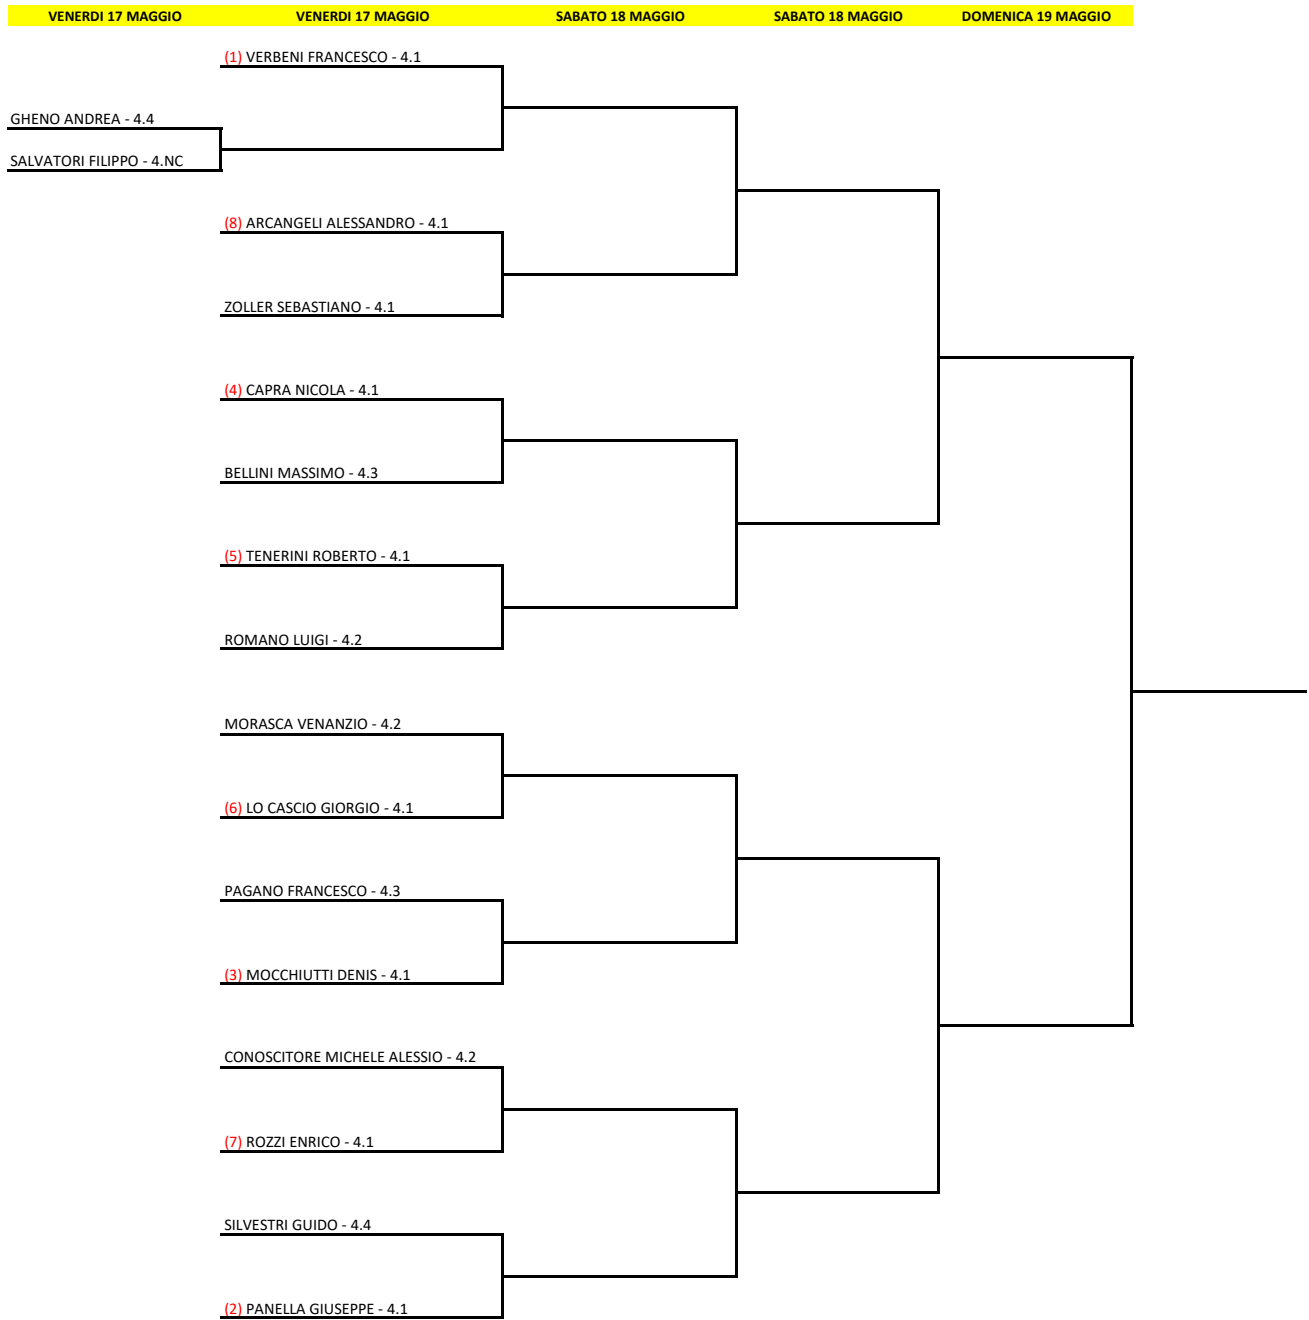 VENERDI 17 MAGGIO VENERDI 17 MAGGIO SABATO 18 MAGGIO SABATO 18 MAGGIO DOMENICA 19 MAGGIO
(1) VERBENI FRANCESCO - 4.1
GHENO ANDREA - 4.4
SALVATORI FILIPPO - 4.NC
(8) ARCANGELI ALESSANDRO - 4.1
ZOLLER SEBASTIANO - 4.1
(4) CAPRA NICOLA - 4.1
BELLINI MASSIMO - 4.3
(5) TENERINI ROBERTO - 4.1
ROMANO LUIGI - 4.2
MORASCA VENANZIO - 4.2
(6) LO CASCIO GIORGIO - 4.1
PAGANO FRANCESCO - 4.3
(3) MOCCHIUTTI DENIS - 4.1
CONOSCITORE MICHELE ALESSIO - 4.2
(7) ROZZI ENRICO - 4.1
SILVESTRI GUIDO - 4.4
(2) PANELLA GIUSEPPE - 4.1